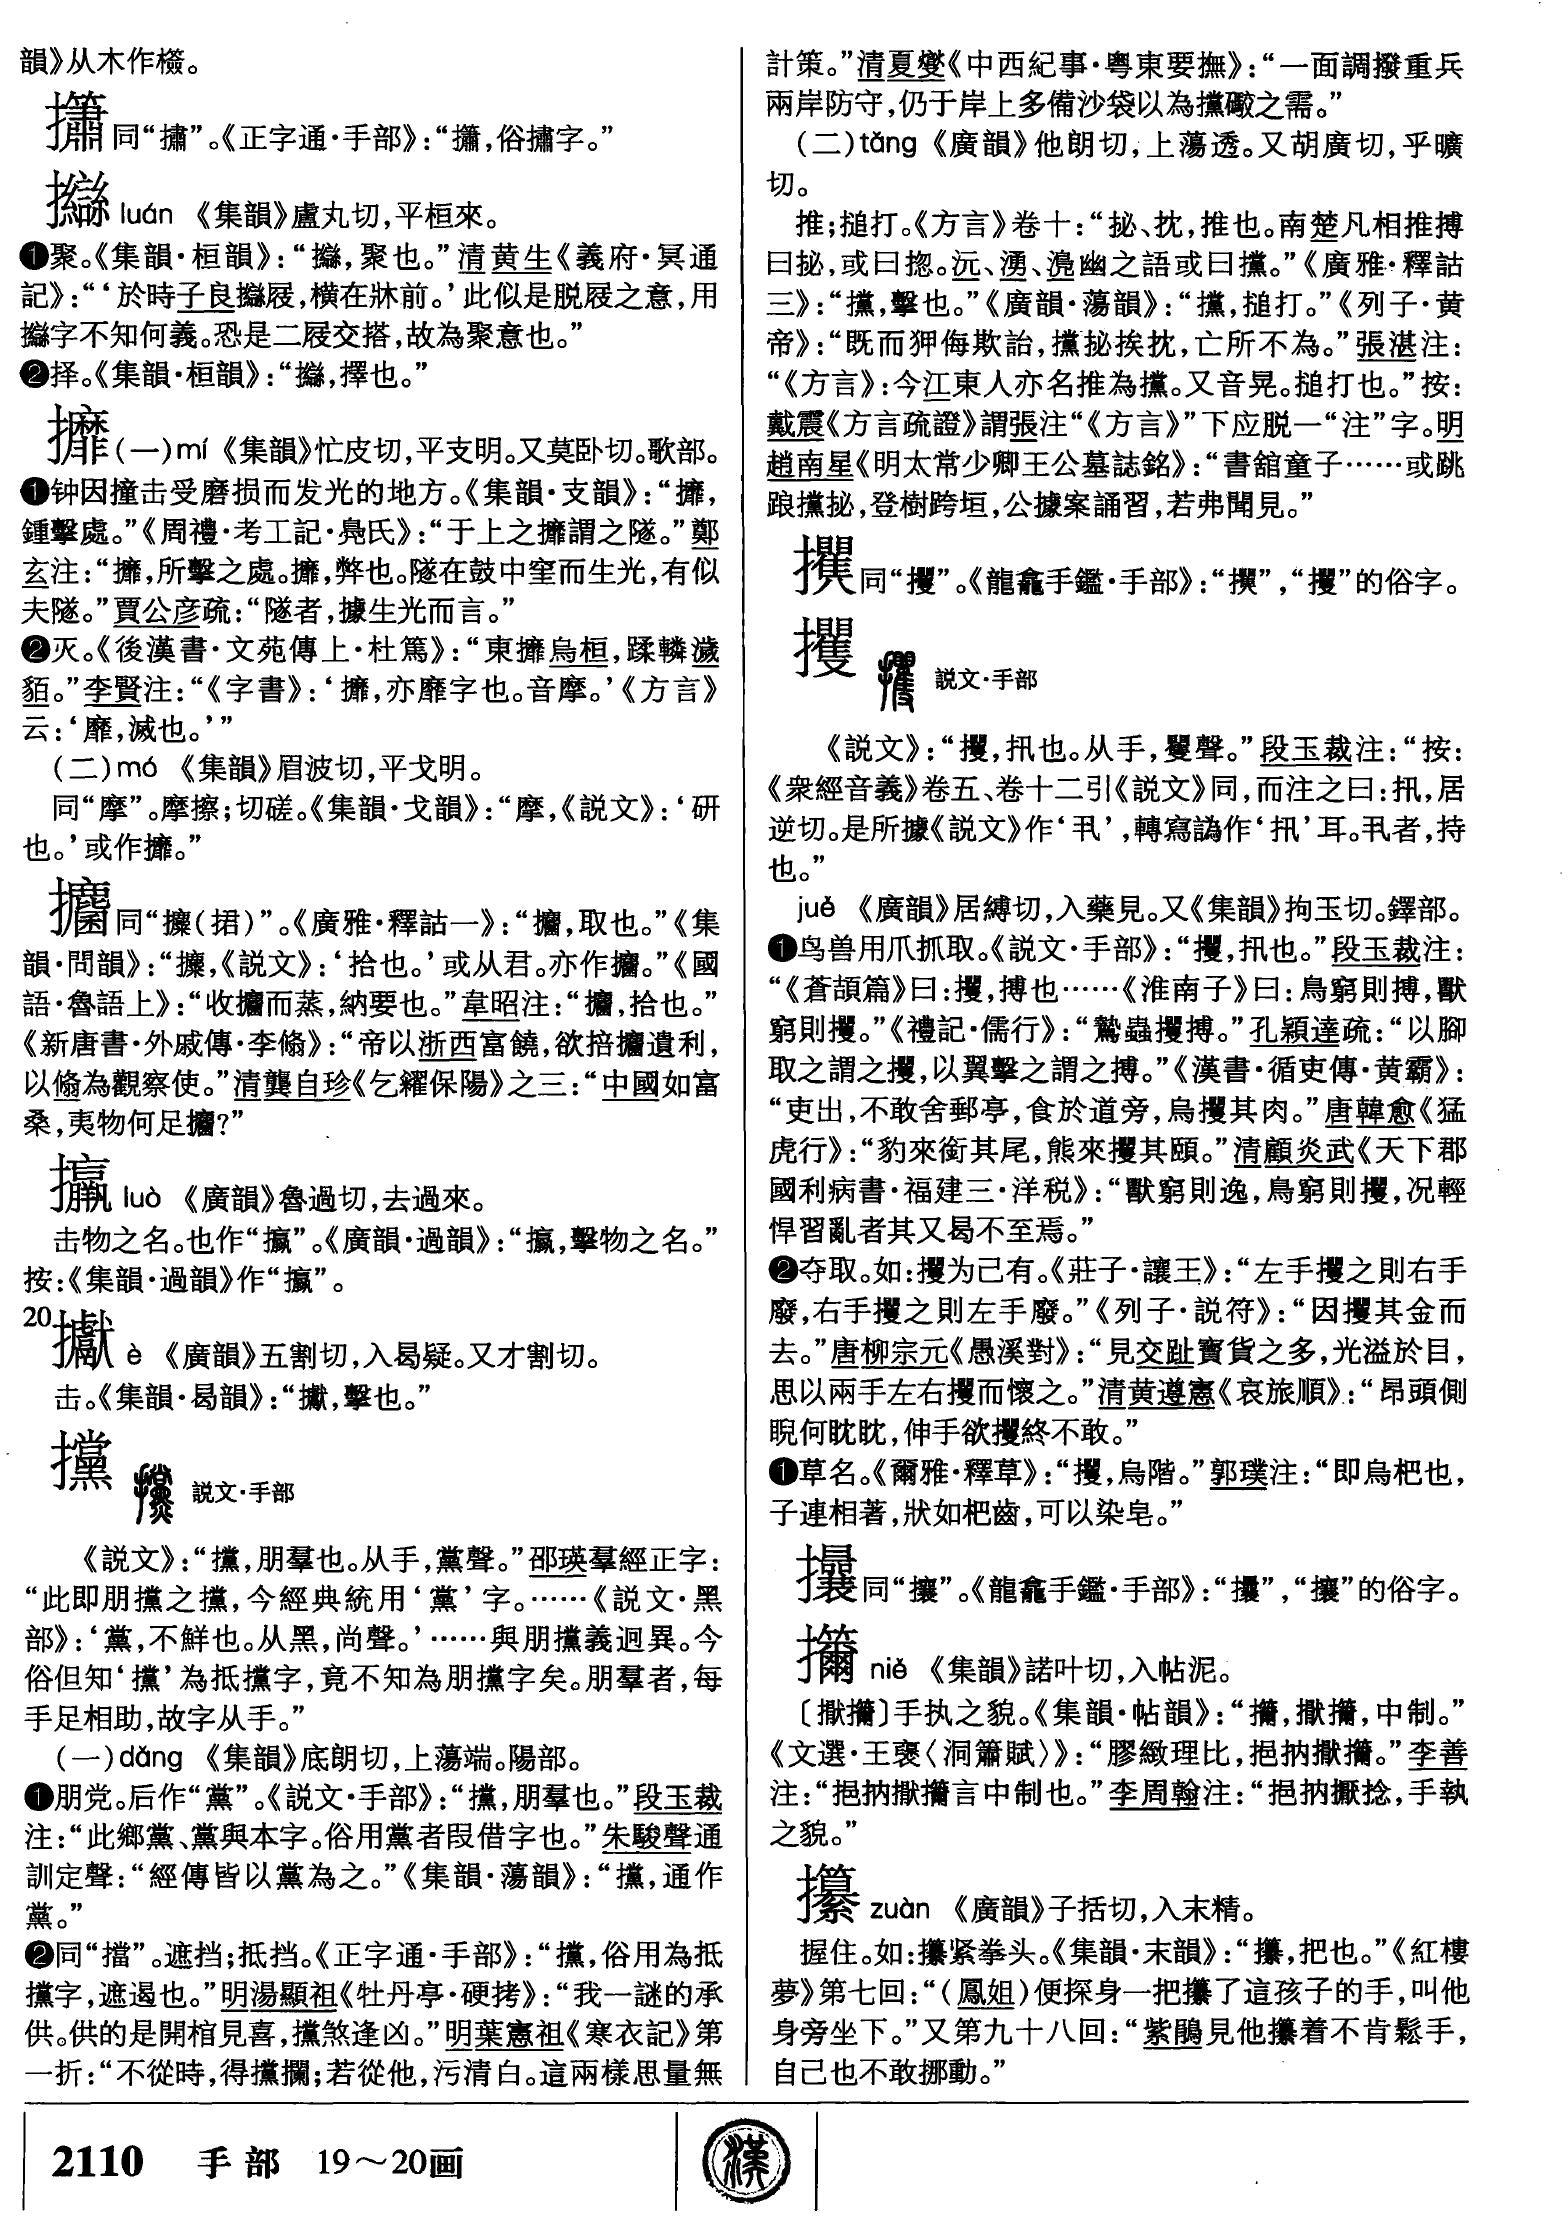 韻》从木作㰄。
𢺞同“㩋”。《正字通·手部》：“𢺞，俗㩋字。”
攣luán 《集韻》盧丸切，平桓來。
❶聚。《集韻·桓韻》：“，聚也。”清黄生《義府·冥通
記》：“‘於時子良屐，横在牀前。’此似是脱屐之意，用
字不知何義。恐是二屐交搭，故為聚意也。”
❷择。《集韻·桓韻》：“，擇也。”
攠(一)mí 《集韻》忙皮切，平支明。又莫卧切。歌部。
❶钟因撞击受磨损而发光的地方。《集韻·支韻》：“攠，
鍾擊處。”《周禮·考工記·鳧氏》：“于上之攠謂之隧。”鄭
玄注：“攠，所擊之處。攠，弊也。隧在鼓中窐而生光，有似
夫隧。”賈公彦疏：“隧者，據生光而言。”
❷灭。《後漢書·文苑傳上·杜篤》：“東攠烏桓，蹂轔濊
貊。”李賢注：“《字書》：‘攠，亦靡字也。音摩。’《方言》
云：‘靡，滅也。’”
(二)mó 《集韻》眉波切，平戈明。
同“摩”。摩擦；切磋。《集韻·戈韻》：“摩，《説文》：‘研
也。’或作攠。”
攟同“攈(捃)”。《廣雅·釋詁一》：“攟，取也。”《集
韻·問韻》：“攈，《説文》：‘拾也。’或从君。亦作攟。”《國
語·魯語上》：“收攟而蒸，納要也。”韋昭注：“攟，拾也。”
《新唐書·外戚傳·李翛》：“帝以浙西富饒，欲掊攟遺利，
以翛為觀察使。”清龔自珍《乞糴保陽》之三：“中國如富
桑，夷物何足攟？”
luò 《廣韻》魯過切，去過來。
击物之名。也作“攍”。《廣韻·過韻》：“，擊物之名。”
按：《集韻·過韻》作“攍”。
20
𢺕è 《廣韻》五割切，入曷疑。又才割切。
击。《集韻·曷韻》：“𢺕，擊也。”
攩 説文·手部
《説文》：“攩，朋羣也。从手，黨聲。”邵瑛羣經正字：
“此即朋攩之攩，今經典統用‘黨’字。……《説文·黑
部》：‘黨，不鮮也。从黑，尚聲。’……與朋攩義迥異。今
俗但知‘攩’為抵攩字，竟不知為朋攩字矣。朋羣者，每
手足相助，故字从手。”
(一)dǎng 《集韻》底朗切，上蕩端。陽部。
❶朋党。后作“黨”。《説文·手部》：“攩，朋羣也。”段玉裁
注：“此鄉黨、黨與本字。俗用黨者叚借字也。”朱駿聲通
訓定聲：“經傳皆以黨為之。”《集韻·蕩韻》：“攩，通作
黨。”
❷同“擋”。遮挡；抵挡。《正字通·手部》：“攩，俗用為抵
攩字，遮遏也。”明湯顯祖《牡丹亭·硬拷》：“我一謎的承
供。供的是開棺見喜，攩煞逢凶。”明葉憲祖《寒衣記》第
一折：“不從時，得攩攔；若從他，污清白。這兩樣思量無
計策。”清夏燮《中西紀事·粤東要撫》：“一面調撥重兵
兩岸防守，仍于岸上多備沙袋以為攩礮之需。”
(二)tǎng 《廣韻》他朗切，上蕩透。又胡廣切，乎曠
切。
推；搥打。《方言》卷十：“㧙、抌，推也。南楚凡相推搏
曰㧙，或曰㧾。沅、涌、㵎幽之語或曰攩。”《廣雅·釋詁
三》：“攩，擊也。”《廣韻·蕩韻》：“攩，搥打。”《列子·黄
帝》：“既而狎侮欺詒，攩㧙挨抌，亡所不為。”張湛注：
“《方言》：今江東人亦名推為攩。又音晃。搥打也。”按：
戴震《方言疏證》謂張注“《方言》”下应脱一“注”字。明
趙南星《明太常少卿王公墓誌銘》：“書舘童子……或跳
踉攩㧙，登樹跨垣，公據案誦習，若弗聞見。”
同“攫”。《龍龕手鑑·手部》：“”，“攫”的俗字。
攫 説文·手部
《説文》：“攫，扟也。从手，矍聲。”段玉裁注：“按：
《衆經音義》卷五、卷十二引《説文》同，而注之曰：扟，居
逆切。是所據《説文》作‘丮’，轉寫譌作‘扟’耳。丮者，持
也。”
jué 《廣韻》居縛切，入藥見。又《集韻》拘玉切。鐸部。
❶鸟兽用爪抓取。《説文·手部》：“攫，扟也。”段玉裁注：
“《蒼頡篇》曰：攫，搏也……《淮南子》曰：鳥窮則搏，獸
窮則攫。”《禮記·儒行》：“鷙蟲攫搏。”孔穎達疏：“以腳
取之謂之攫，以翼擊之謂之搏。”《漢書·循吏傳·黄霸》：
“吏出，不敢舍郵亭，食於道旁，烏攫其肉。”唐韓愈《猛
虎行》：“豹來銜其尾，熊來攫其頤。”清顧炎武《天下郡
國利病書·福建三·洋税》：“獸窮則逸，鳥窮則攫，况輕
悍習亂者其又曷不至焉。”
❷夺取。如：攫为己有。《莊子·讓王》：“左手攫之則右手
廢，右手攫之則左手廢。”《列子·説符》：“因攫其金而
去。”唐柳宗元《愚溪對》：“見交趾寶貨之多，光溢於目，
思以兩手左右攫而懷之。”清黄遵憲《哀旅順》：“昂頭側
睨何眈眈，伸手欲攫終不敢。”
❶草名。《爾雅·釋草》：“攫，烏階。”郭璞注：“即烏杷也，
子連相著，狀如杷齒，可以染皂。”
同“攘”。《龍龕手鑑·手部》：“”，“攘”的俗字。
㩶niě 《集韻》諾叶切，入帖泥。
〔擫㩶〕手执之貌。《集韻·帖韻》：“㩶，擫㩶，中制。”
《文選·王褒〈洞簫賦〉》：“膠緻理比，挹抐擫㩶。”李善
注：“挹抐擫㩶言中制也。”李周翰注：“挹抐擫捻，手執
之貌。”
攥zuàn 《廣韻》子括切，入末精。
握住。如：攥紧拳头。《集韻·末韻》：“攥，把也。”《紅樓
夢》第七回：“(鳳姐)便探身一把攥了這孩子的手，叫他
身旁坐下。”又第九十八回：“紫鵑見他攥着不肯鬆手，
自己也不敢挪動。”
2110 手部 19～20画
漢